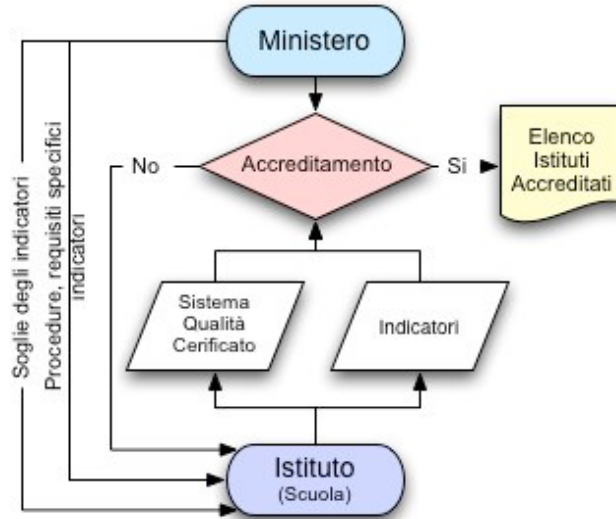 Ministero
Accreditamento
No
Si
Elenco
Istituti
Accreditati
Soglie degli indicatori
Procedure, requisiti specifici
indicatori
Sistema
Qualità
Cerificato
Indicatori
Istituto
(Scuola)